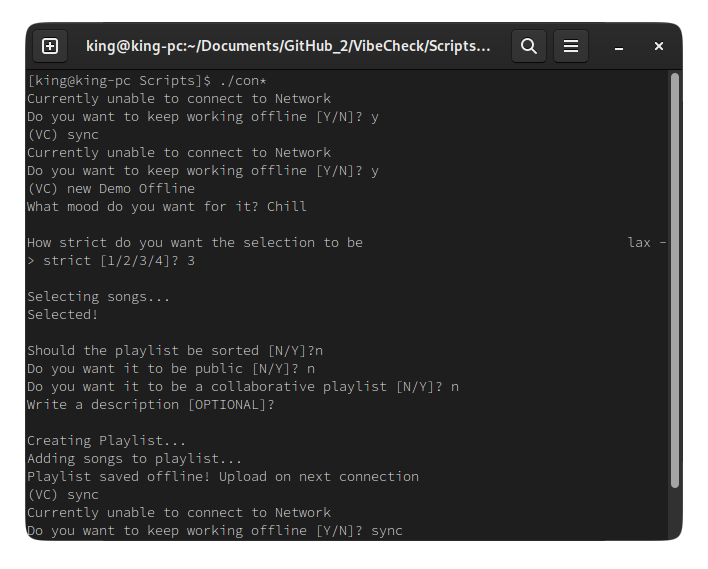 king@king-pc:~/Documents/GitHub_2/VibeCheck/Scripts...
[king@king-pc Scripts]$ ./con*
Currently unable to connect to Network
Do you want to keep working offline [Y/N]? y
(VC) sync
Currently unable to connect to Network
Do you want to keep working offline [Y/N]? y
(VC) new Demo Offline
What mood do you want for it? Chill
How strict do you want the selection to be lax -
> strict [1/2/3/4]? 3
Selecting songs...
Selected!
Should the playlist be sorted [N/Y]?n
Do you want it to be public [N/Y]? n
Do you want it to be a collaborative playlist [N/Y]? n
Write a description [OPTIONAL]?
Creating Playlist...
Adding songs to playlist...
Playlist saved offline! Upload on next connection
(VC) sync
Currently unable to connect to Network
Do you want to keep working offline [Y/N]? sync